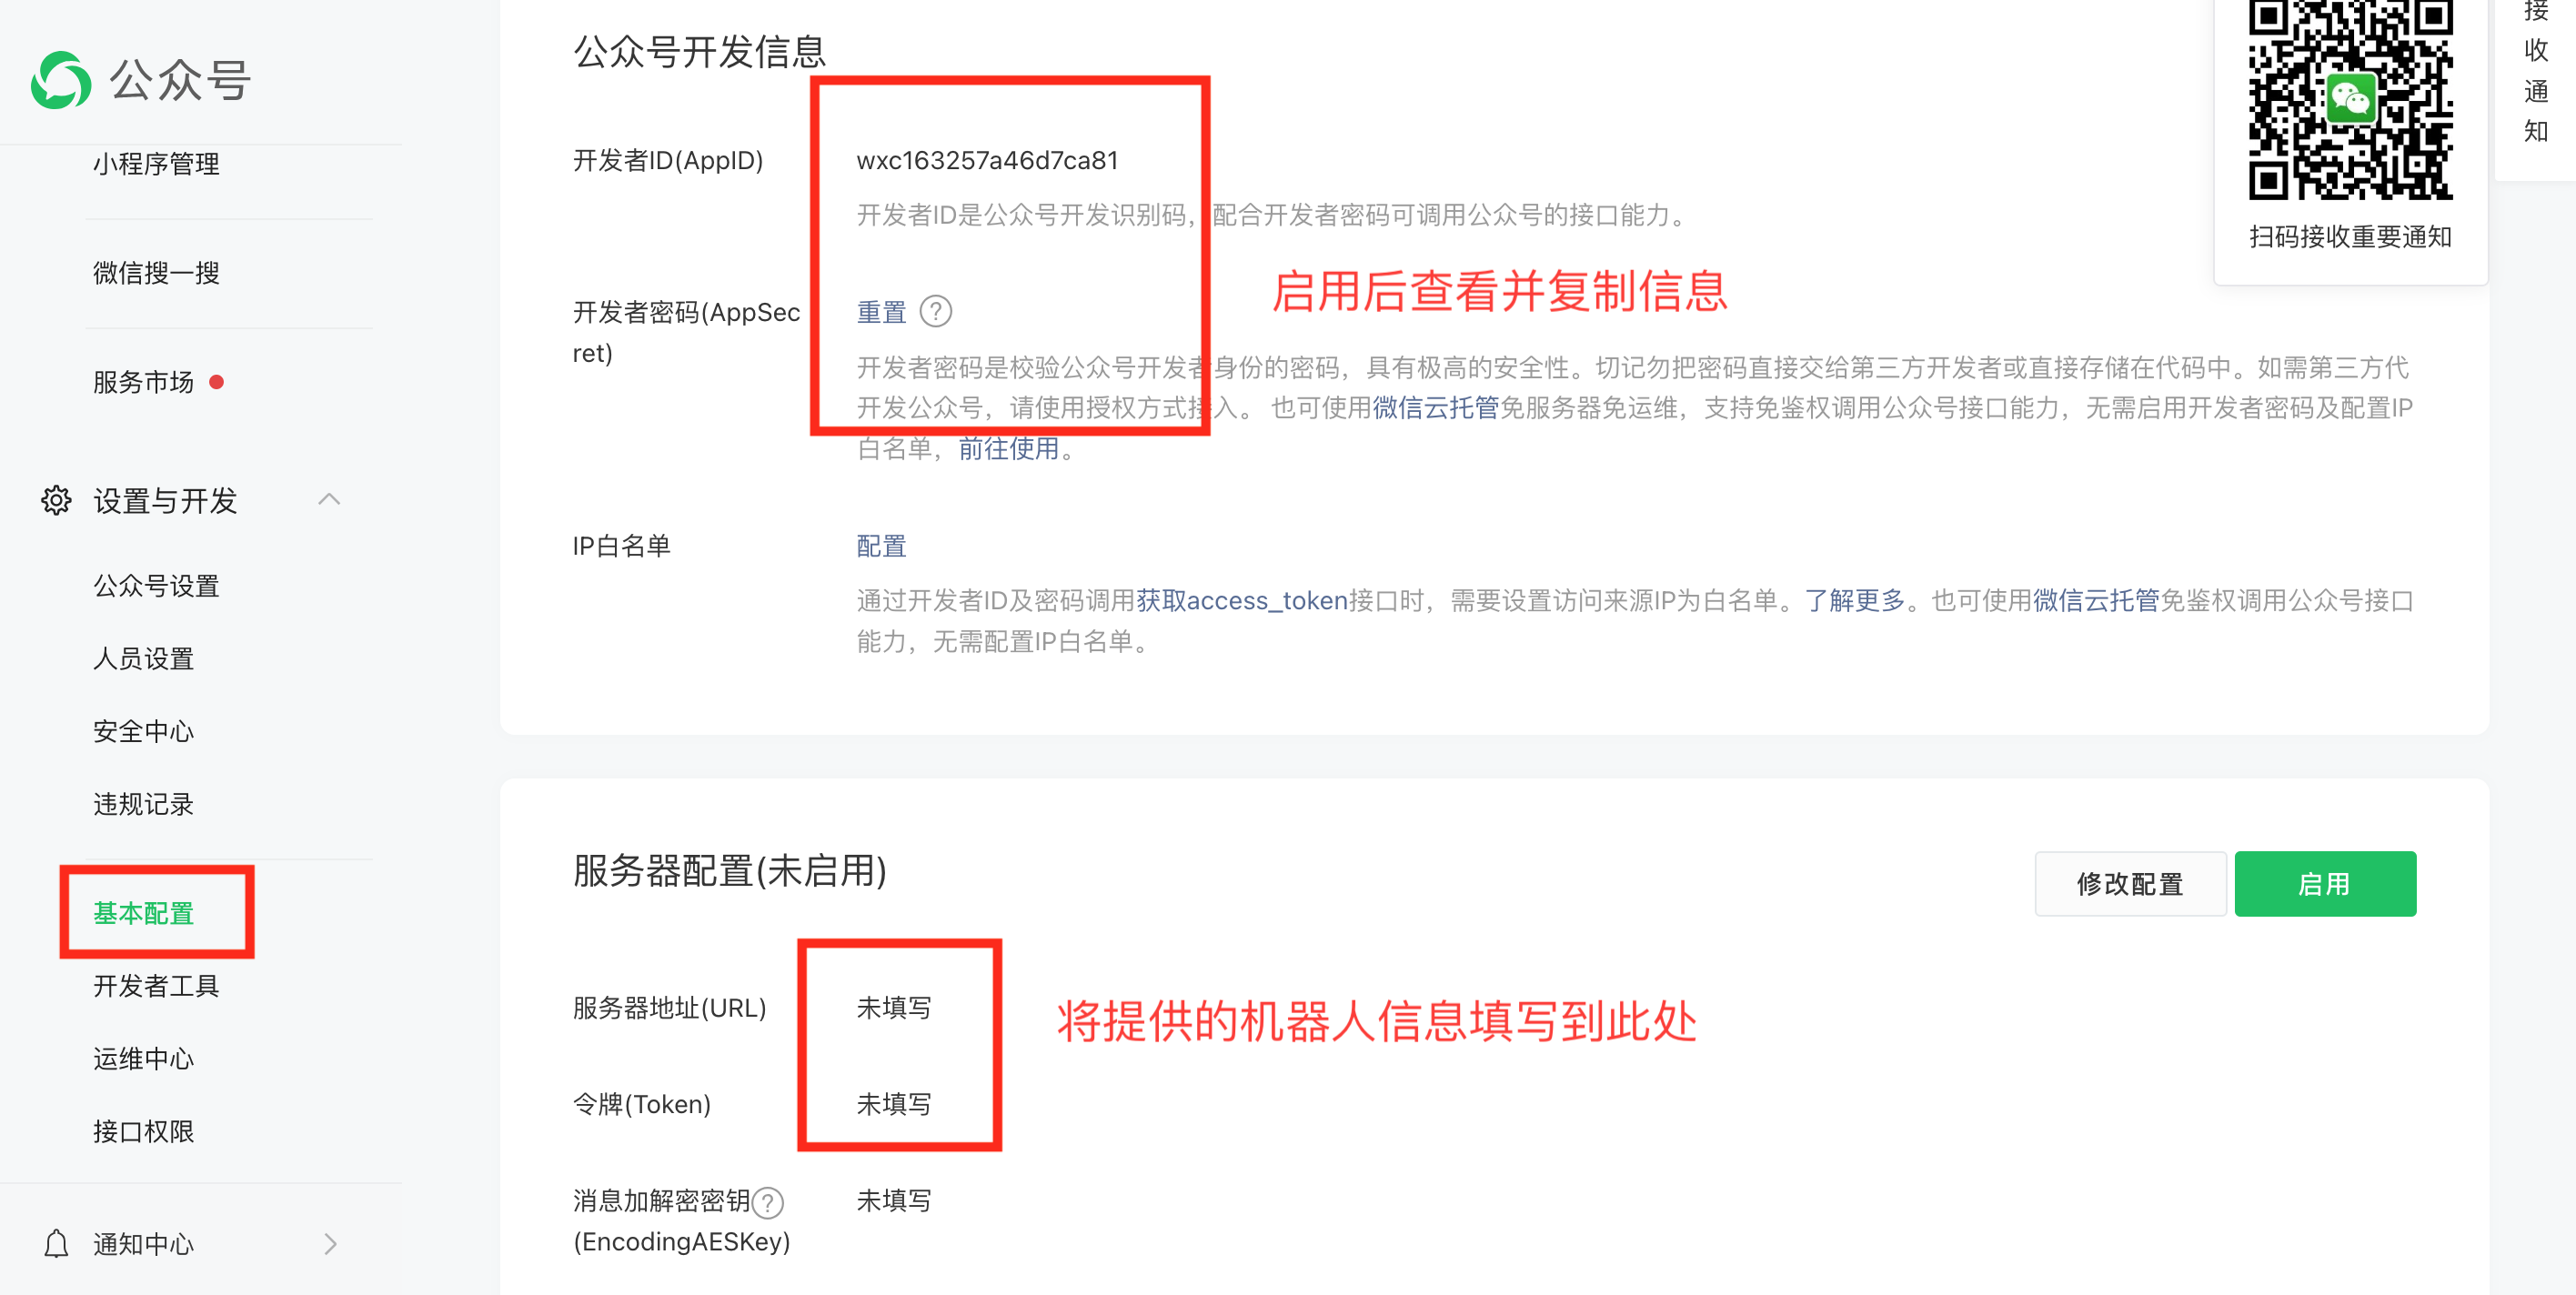 公众号
小程序管理
微信搜一搜
服务市场
设置与开发
公众号设置
人员设置
安全中心
违规记录
基本配置
开发者工具
运维中心
接口权限
通知中心
公众号开发信息
开发者ID(AppID)
wxc163257a46d7ca81
开发者ID是公众号开发识别码，配合开发者密码可调用公众号的接口能力。
开发者密码(AppSec
ret)
重置 ?
启用后查看并复制信息
开发者密码是校验公众号开发者身份的密码，具有极高的安全性。切记勿把密码直接交给第三方开发者或直接存储在代码中。如需第三方代
开发公众号，请使用授权方式接入。 也可使用微信云托管免服务器免运维，支持免鉴权调用公众号接口能力，无需启用开发者密码及配置IP
白名单，前往使用。
IP白名单
配置
通过开发者ID及密码调用获取access_token接口时，需要设置访问来源IP为白名单。了解更多。也可使用微信云托管免鉴权调用公众号接口
能力，无需配置IP白名单。
服务器配置(未启用)
修改配置
启用
服务器地址(URL)
未填写
将提供的机器人信息填写到此处
令牌(Token)
未填写
消息加解密密钥?
(EncodingAESKey)
未填写
扫码接收重要通知
接
收
通
知